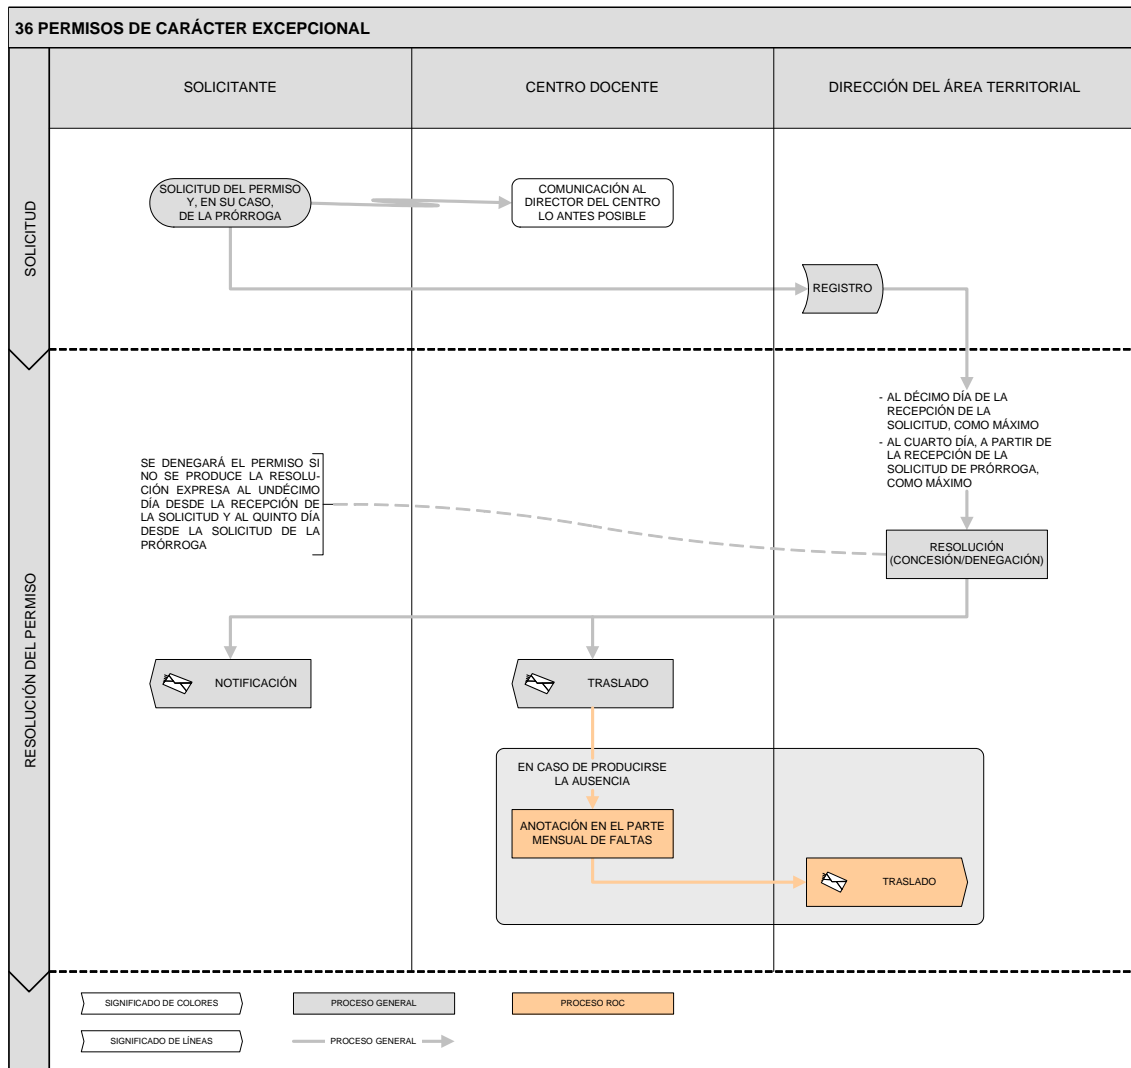 36 PERMISOS DE CARÁCTER EXCEPCIONAL
SOLICITANTE
CENTRO DOCENTE
DIRECCIÓN DEL ÁREA TERRITORIAL
SOLICITUD
SOLICITUD DEL PERMISO
Y, EN SU CASO,
DE LA PRÓRROGA
COMUNICACIÓN AL
DIRECTOR DEL CENTRO
LO ANTES POSIBLE
REGISTRO
RESOLUCIÓN DEL PERMISO
- AL DÉCIMO DÍA DE LA
RECEPCIÓN DE LA
SOLICITUD, COMO MÁXIMO
- AL CUARTO DÍA, A PARTIR DE
LA RECEPCIÓN DE LA
SOLICITUD DE PRÓRROGA,
COMO MÁXIMO
SE DENEGARÁ EL PERMISO SI
NO SE PRODUCE LA RESOLU-
CIÓN EXPRESA AL UNDÉCIMO
DÍA DESDE LA RECEPCIÓN DE
LA SOLICITUD Y AL QUINTO DÍA
DESDE LA SOLICITUD DE LA
PRÓRROGA
RESOLUCIÓN
(CONCESIÓN/DENEGACIÓN)
NOTIFICACIÓN
TRASLADO
EN CASO DE PRODUCIRSE
LA AUSENCIA
ANOTACIÓN EN EL PARTE
MENSUAL DE FALTAS
TRASLADO
SIGNIFICADO DE COLORES
PROCESO GENERAL
PROCESO ROC
SIGNIFICADO DE LÍNEAS
PROCESO GENERAL